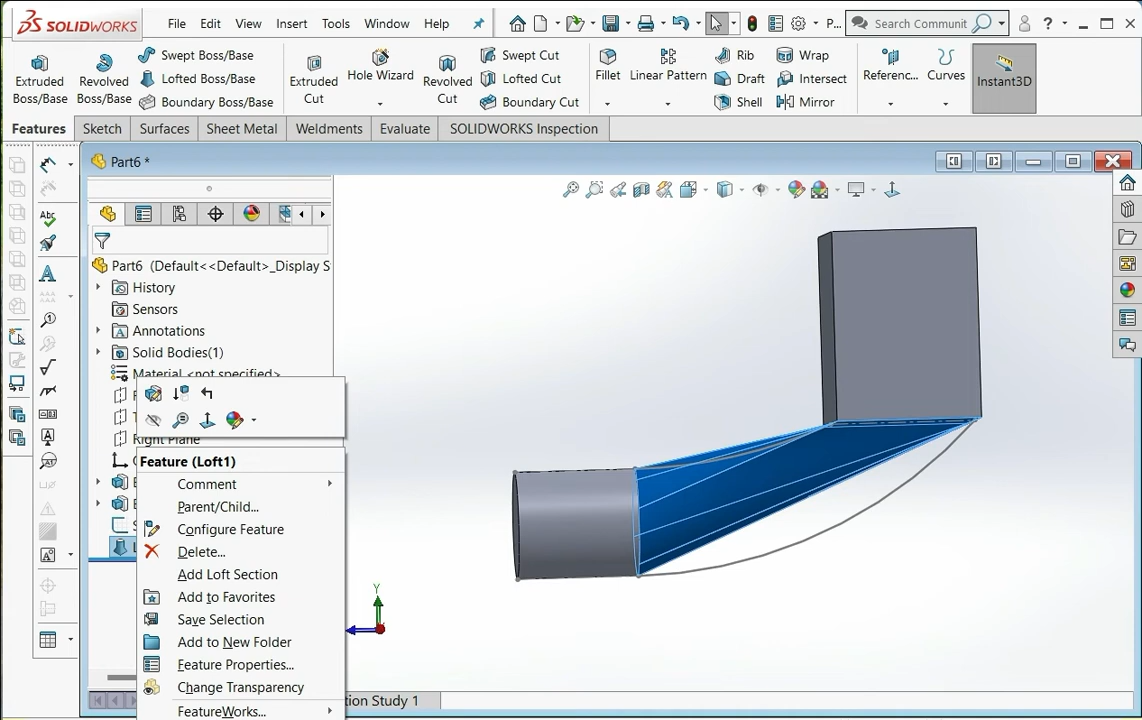 SOLIDWORKS
File Edit View Insert Tools Window Help P... Search Communit ?
Extruded Boss/Base
Revolved Boss/Base
Swept Boss/Base
Lofted Boss/Base
Boundary Boss/Base
Extruded Cut
Hole Wizard
Revolved Cut
Swept Cut
Lofted Cut
Boundary Cut
Fillet
Linear Pattern
Rib
Draft
Shell
Wrap
Intersect
Mirror
Referenc...
Curves
Instant3D
Features Sketch Surfaces Sheet Metal Weldments Evaluate SOLIDWORKS Inspection
Part6 *
Part6 (Default<<Default>_Display S
History
Sensors
Annotations
Solid Bodies(1)
Material <not specified>
Right Plane
Feature (Loft1)
Comment
Parent/Child...
Configure Feature
Delete...
Add Loft Section
Add to Favorites
Save Selection
Add to New Folder
Feature Properties...
Change Transparency
FeatureWorks...
Y
tion Study 1